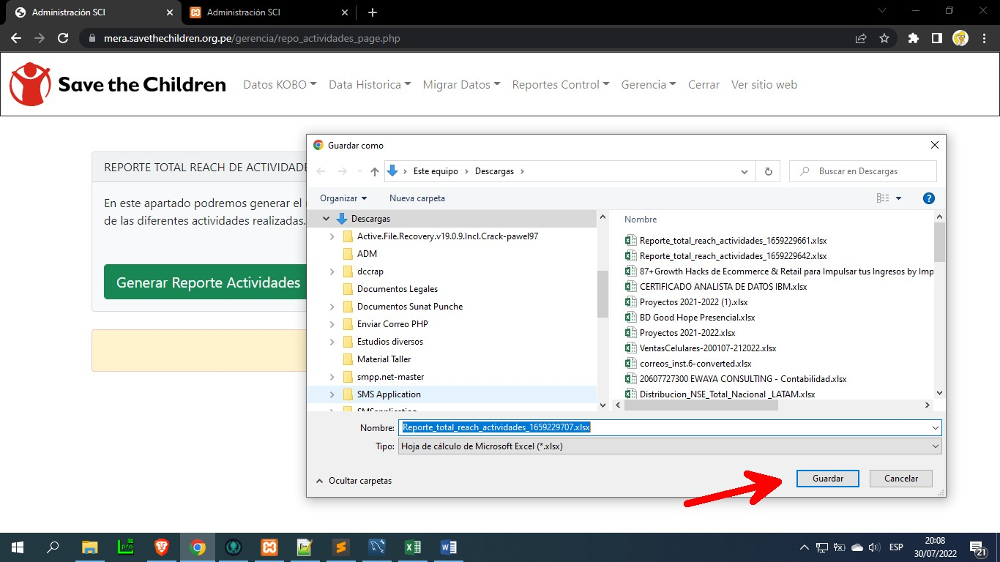 Administración SCI
Administración SCI
mera.savethechildren.org.pe/gerencia/repo_actividades_page.php
Save the Children
Datos KOBO Data Historica Migrar Datos Reportes Control Gerencia Cerrar Ver sitio web
REPORTE TOTAL REACH DE ACTIVIDADE
En este apartado podremos generar el
de las diferentes actividades realizadas.
Generar Reporte Actividades
Guardar como
Este equipo > Descargas >
Buscar en Descargas
Organizar Nueva carpeta
Descargas
Active.File.Recovery.v19.0.9.Incl.Crack-pawel97
ADM
dccrap
Documentos Legales
Documentos Sunat Punche
Enviar Correo PHP
Estudios diversos
Material Taller
smpp.net-master
SMS Application
Nombre
Reporte_total_reach_actividades_1659229661.xlsx
Reporte_total_reach_actividades_1659229642.xlsx
87+Growth Hacks de Ecommerce & Retail para Impulsar tus Ingresos by Imp
CERTIFICADO ANALISTA DE DATOS IBM.xlsx
Proyectos 2021-2022 (1).xlsx
BD Good Hope Presencial.xlsx
Proyectos 2021-2022.xlsx
VentasCelulares-200107-212022.xlsx
correos_inst.6-converted.xlsx
20607727300 EWAYA CONSULTING - Contabilidad.xlsx
Distribucion_NSE_Total_Nacional _LATAM.xlsx
Nombre: Reporte_total_reach_actividades_1659229707.xlsx
Tipo: Hoja de cálculo de Microsoft Excel (*.xlsx)
Ocultar carpetas
Guardar
Cancelar
ESP
20:08
30/07/2022
21